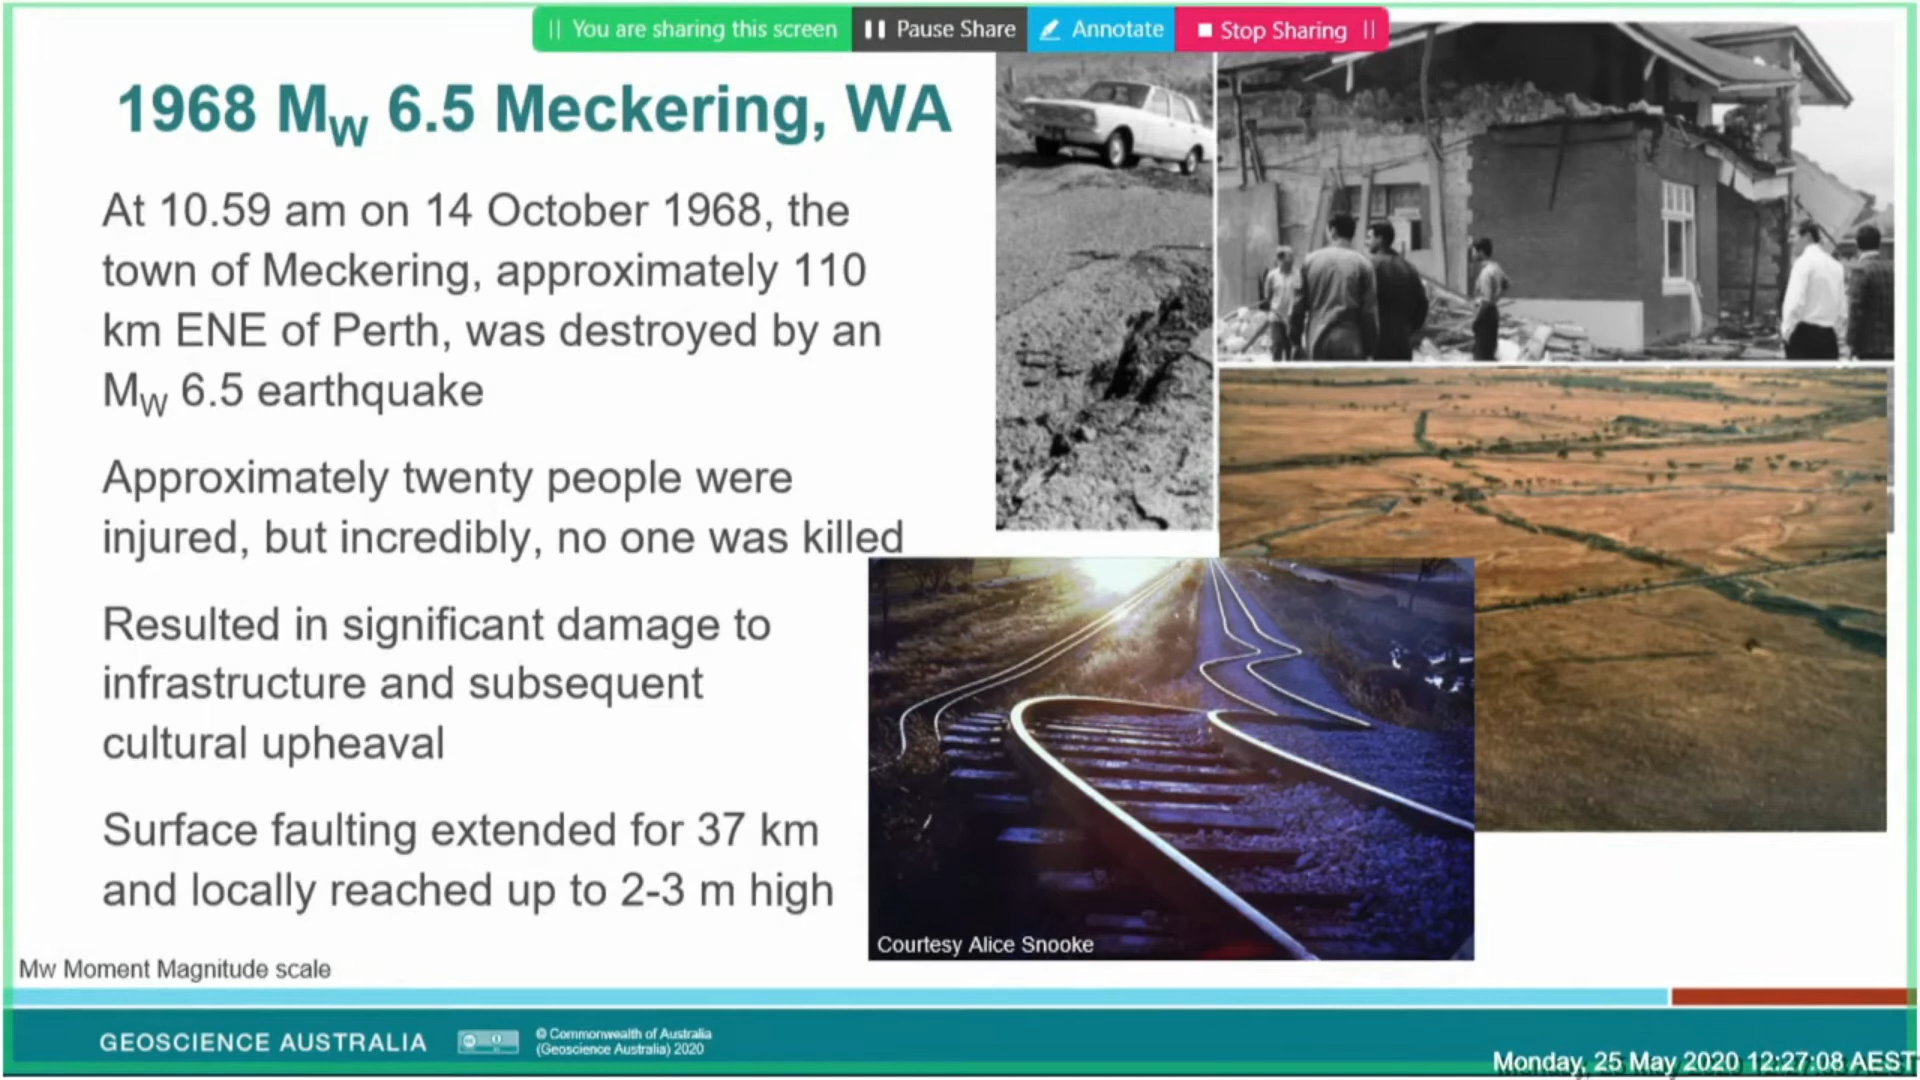 You are sharing this screen
Pause Share
Annotate
Stop Sharing
1968 Mw 6.5 Meckering, WA
At 10.59 am on 14 October 1968, the
town of Meckering, approximately 110
km ENE of Perth, was destroyed by an
Mw 6.5 earthquake
Approximately twenty people were
injured, but incredibly, no one was killed
Resulted in significant damage to
infrastructure and subsequent
cultural upheaval
Surface faulting extended for 37 km
and locally reached up to 2-3 m high
Courtesy Alice Snooke
Mw Moment Magnitude scale
GEOSCIENCE AUSTRALIA
© Commonwealth of Australia
(Geoscience Australia) 2020
Monday, 25 May 2020 12:27:08 AEST